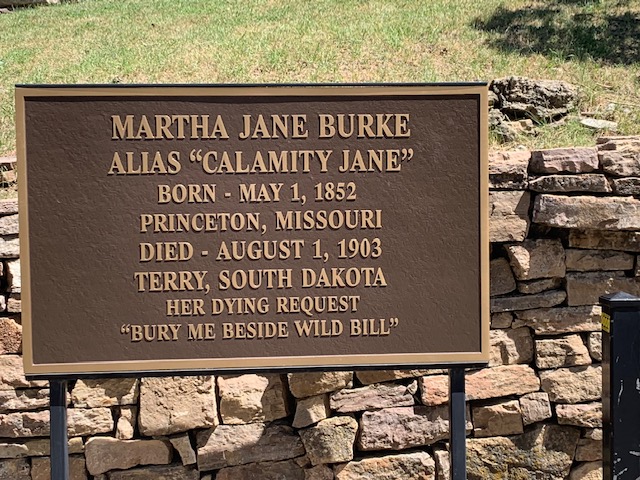 MARTHA JANE BURKE
ALIAS “CALAMITY JANE”
BORN - MAY 1, 1852
PRINCETON, MISSOURI
DIED - AUGUST 1, 1903
TERRY, SOUTH DAKOTA
HER DYING REQUEST
“BURY ME BESIDE WILD BILL”